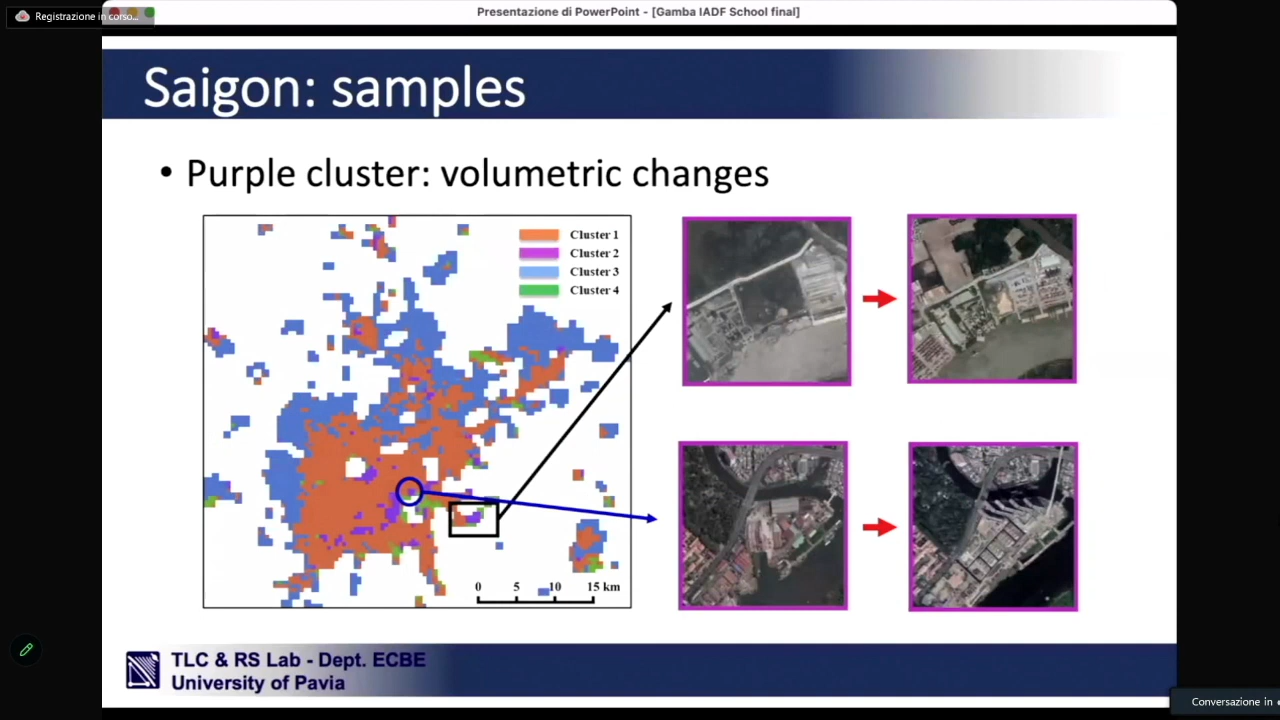 Registrazione in corso...
Presentazione di PowerPoint - [Gamba IADF School final]
Saigon: samples
• Purple cluster: volumetric changes
Cluster 1
Cluster 2
Cluster 3
Cluster 4
0 5 10 15 km
TLC & RS Lab - Dept. ECBE
University of Pavia
Conversazione in